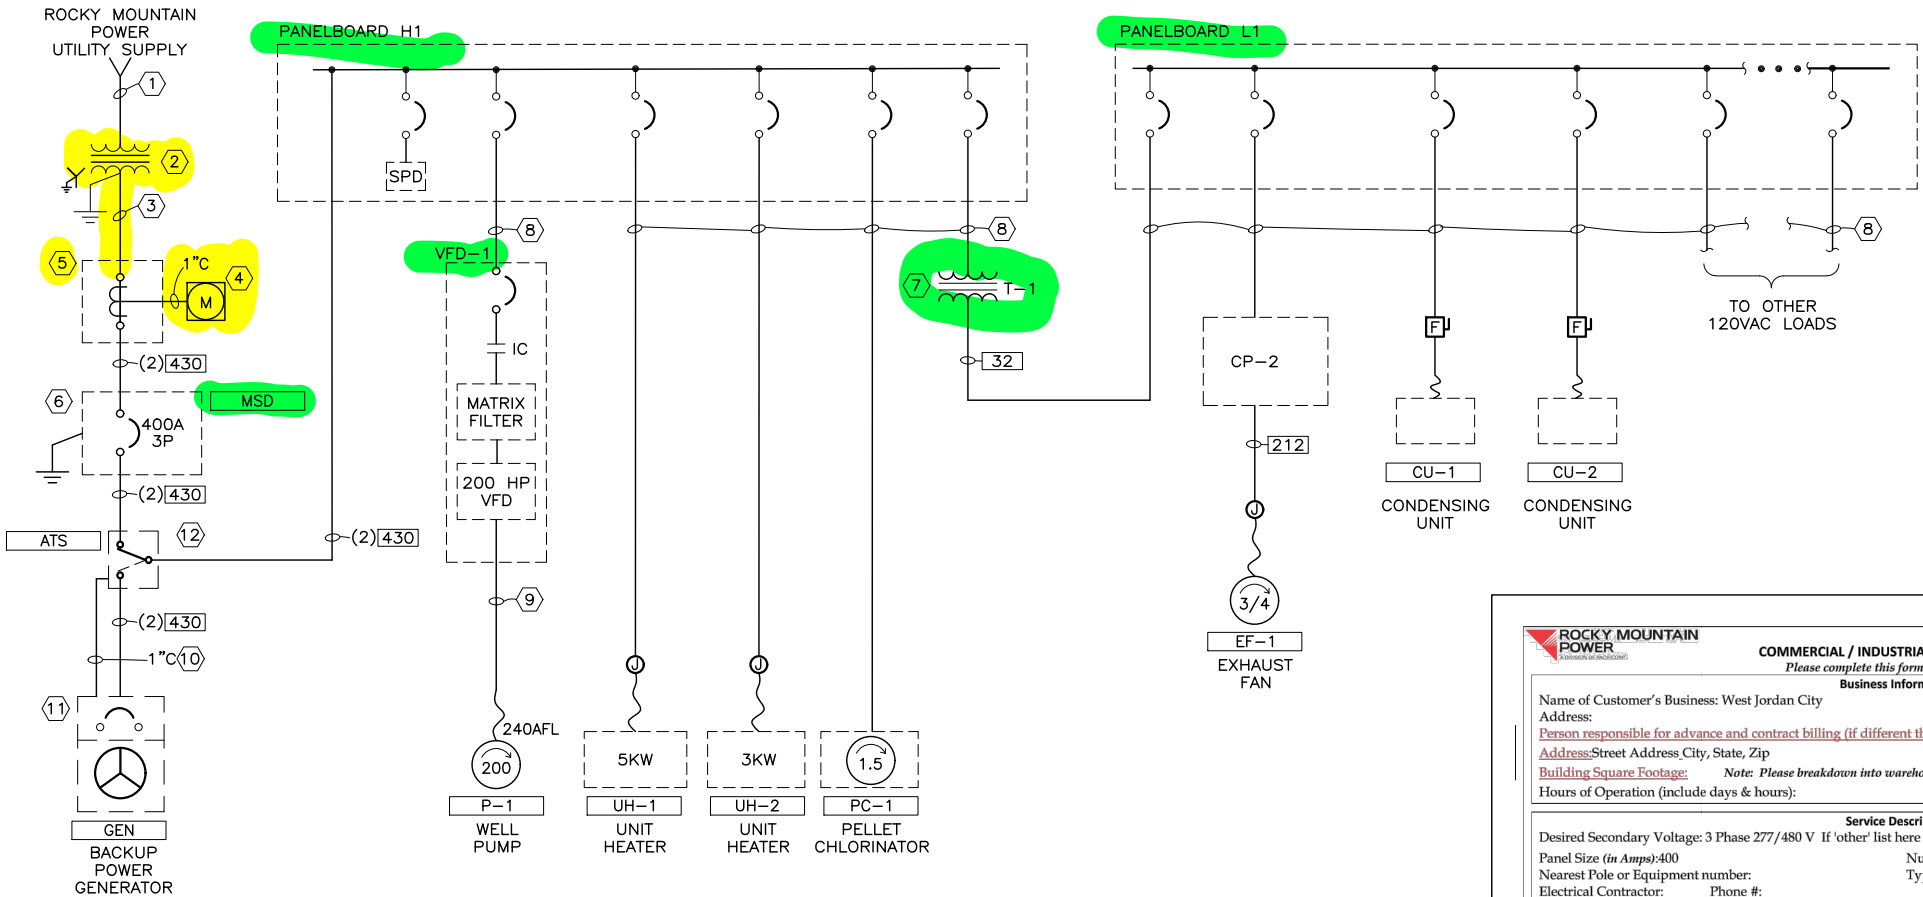 ROCKY MOUNTAIN
POWER
UTILITY SUPPLY
1
2
3
5
1"C
4
M
(2) 430
6
MSD
400A
3P
(2) 430
ATS
12
(2) 430
(2) 430
1"C 10
11
GEN
BACKUP
POWER
GENERATOR
PANELBOARD H1
SPD
8
VFD-1
IC
MATRIX
FILTER
200 HP
VFD
9
240AFL
200
P-1
WELL
PUMP
J
5KW
UH-1
UNIT
HEATER
J
3KW
UH-2
UNIT
HEATER
1.5
PC-1
PELLET
CHLORINATOR
8
7
T-1
32
PANELBOARD L1
8
TO OTHER
120VAC LOADS
CP-2
212
J
3/4
EF-1
EXHAUST
FAN
F
CU-1
CONDENSING
UNIT
F
CU-2
CONDENSING
UNIT
ROCKY MOUNTAIN
POWER
COMMERCIAL / INDUSTRIA
Please complete this form
Business Inform
Name of Customer's Business: West Jordan City
Address:
Person responsible for advance and contract billing (if different th
Address:Street Address City, State, Zip
Building Square Footage: Note: Please breakdown into wareho
Hours of Operation (include days & hours):
Service Descri
Desired Secondary Voltage: 3 Phase 277/480 V If 'other' list here
Panel Size (in Amps):400 Nu
Nearest Pole or Equipment number: Ty
Electrical Contractor: Phone #: